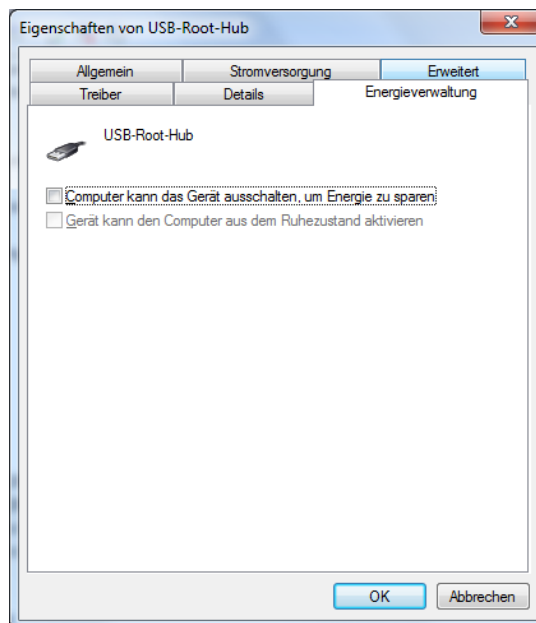 Eigenschaften von USB-Root-Hub
Allgemein
Stromversorgung
Erweitert
Treiber
Details
Energieverwaltung
USB-Root-Hub
Computer kann das Gerät ausschalten, um Energie zu sparen
Gerät kann den Computer aus dem Ruhezustand aktivieren
OK
Abbrechen